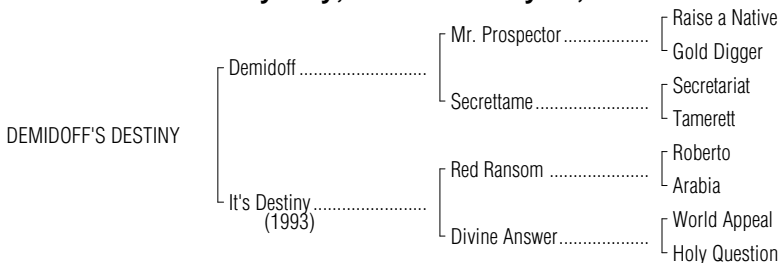 Raise a Native
Mr. Prospector....................
Gold Digger
Demidoff...........................
Secretariat
Secrettame..........................
Tamerett
DEMIDOFF'S DESTINY
Roberto
Red Ransom ....................
Arabia
It's Destiny........................
(1993)
World Appeal
Divine Answer....................
Holy Question